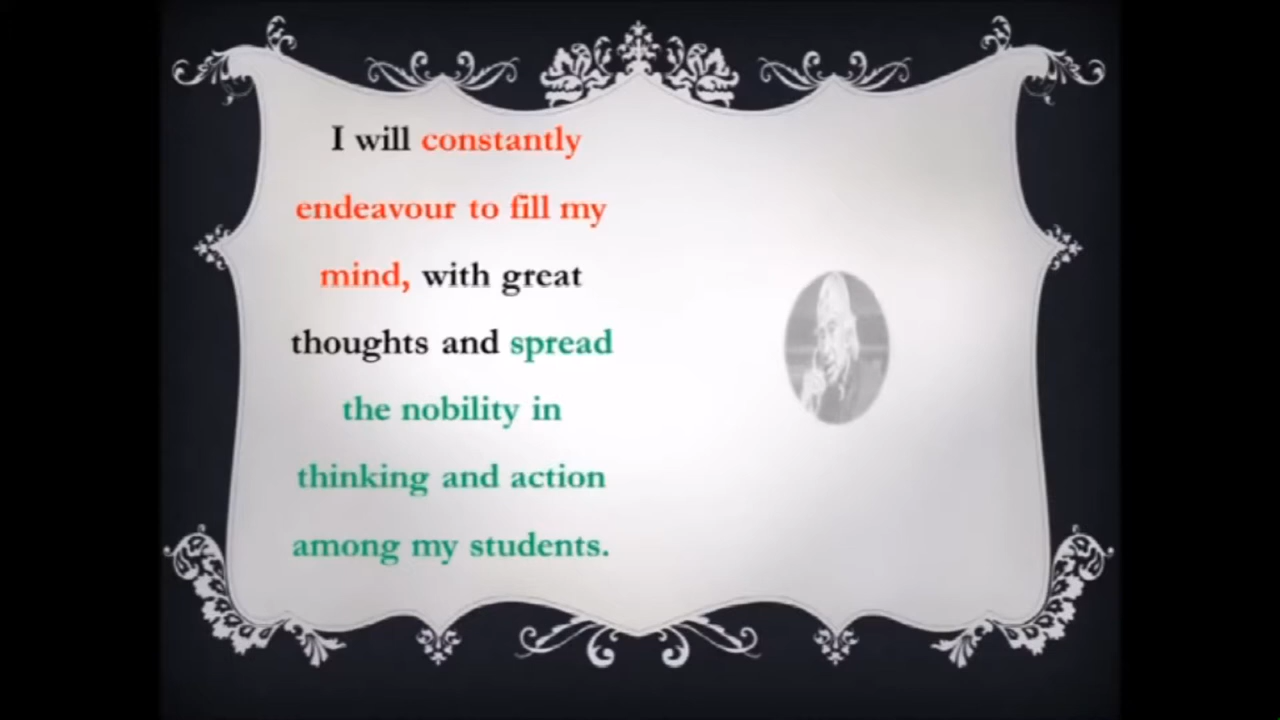 I will constantly
endeavour to fill my
mind, with great
thoughts and spread
the nobility in
thinking and action
among my students.